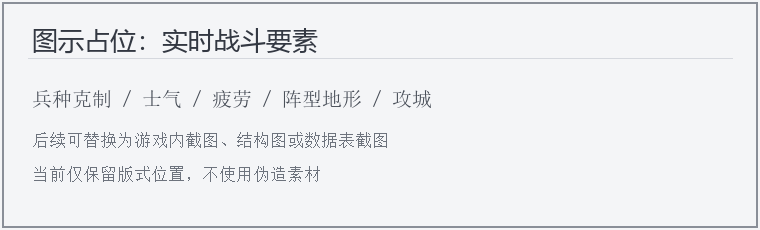 图示占位：实时战斗要素
兵种克制 / 士气 / 疲劳 / 阵型地形 / 攻城
后续可替换为游戏内截图、结构图或数据表截图
当前仅保留版式位置，不使用伪造素材